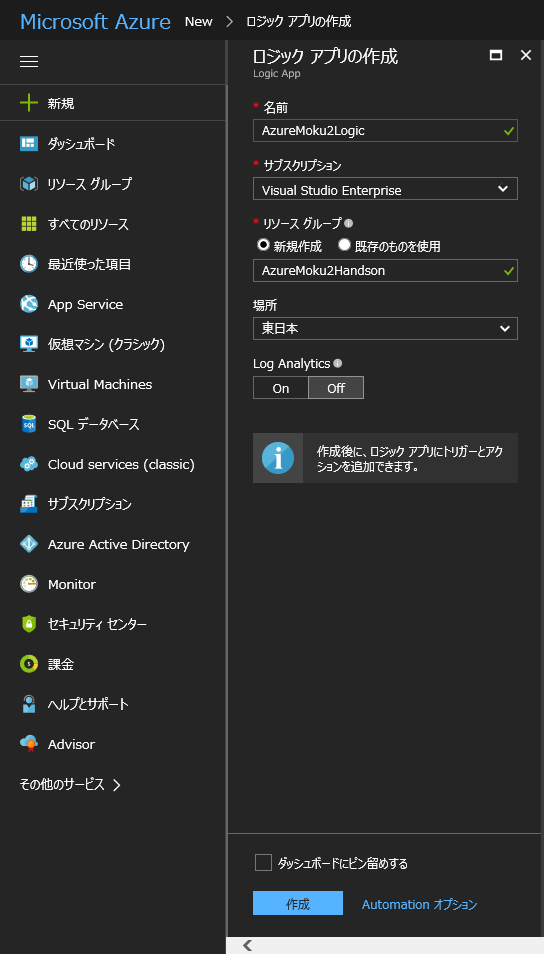 Microsoft Azure New > ロジック アプリの作成
新規
ダッシュボード
リソース グループ
すべてのリソース
最近使った項目
App Service
仮想マシン (クラシック)
Virtual Machines
SQL データベース
Cloud services (classic)
サブスクリプション
Azure Active Directory
Monitor
セキュリティ センター
課金
ヘルプとサポート
Advisor
その他のサービス >
ロジック アプリの作成
Logic App
* 名前
AzureMoku2Logic
* サブスクリプション
Visual Studio Enterprise
* リソース グループ
新規作成 既存のものを使用
AzureMoku2Handson
場所
東日本
Log Analytics
On Off
作成後に、ロジック アプリにトリガーとアク
ションを追加できます。
ダッシュボードにピン留めする
作成 Automation オプション